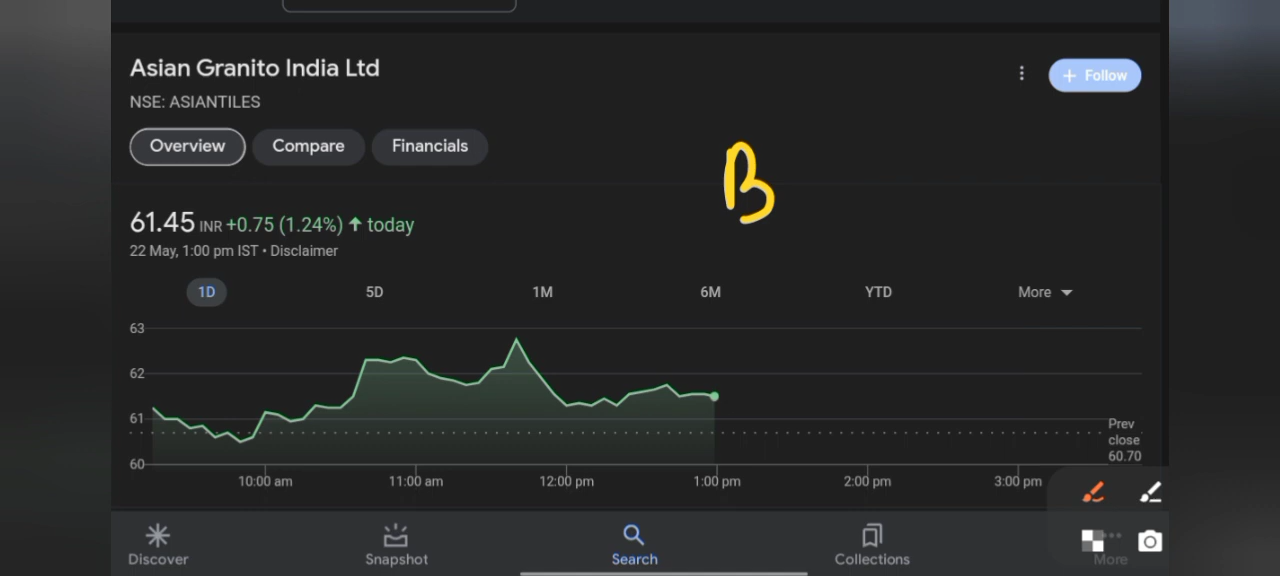 Asian Granito India Ltd
+ Follow
NSE: ASIANTILES
Overview
Compare
Financials
B
61.45 INR +0.75 (1.24%) ↑ today
22 May, 1:00 pm IST • Disclaimer
1D
5D
1M
6M
YTD
More
63
62
61
60
Prev
close
60.70
10:00 am
11:00 am
12:00 pm
1:00 pm
2:00 pm
3:00 pm
Discover
Snapshot
Search
Collections
More